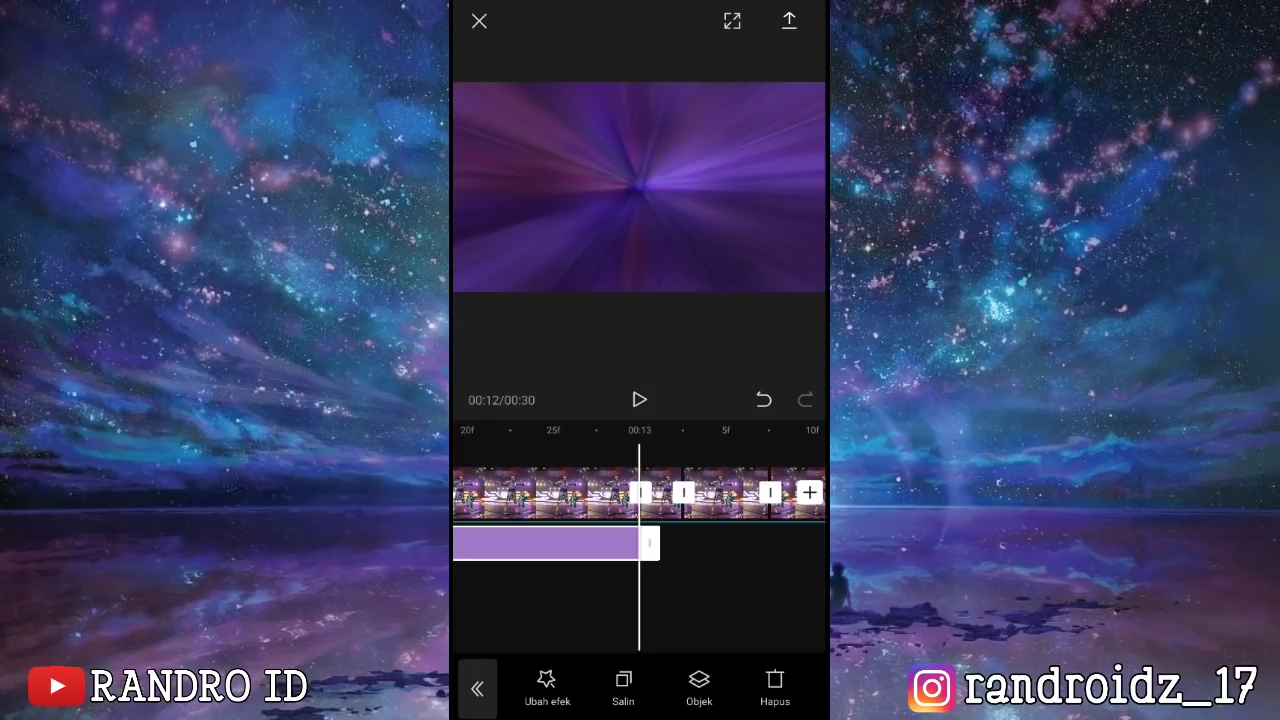 00:12/00:30
20f 25f 00:13 5f 10f
Ubah efek Salin Objek Hapus
RANDRO ID
randroidz_17